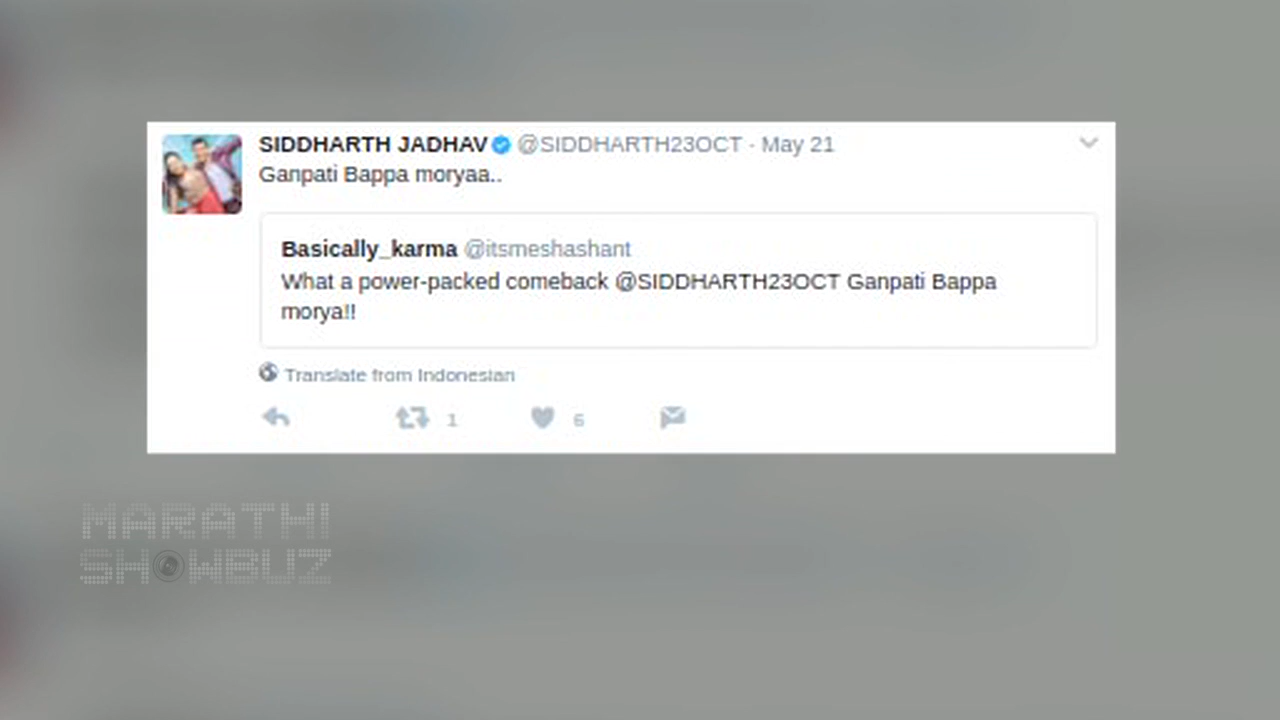 SIDDHARTH JADHAV @SIDDHARTH23OCT · May 21
Ganpati Bappa moryaa..
Basically_karma @itsmeshashant
What a power-packed comeback @SIDDHARTH23OCT Ganpati Bappa
morya!!
Translate from Indonesian
1 6
MARATHI
SHOWBUZ